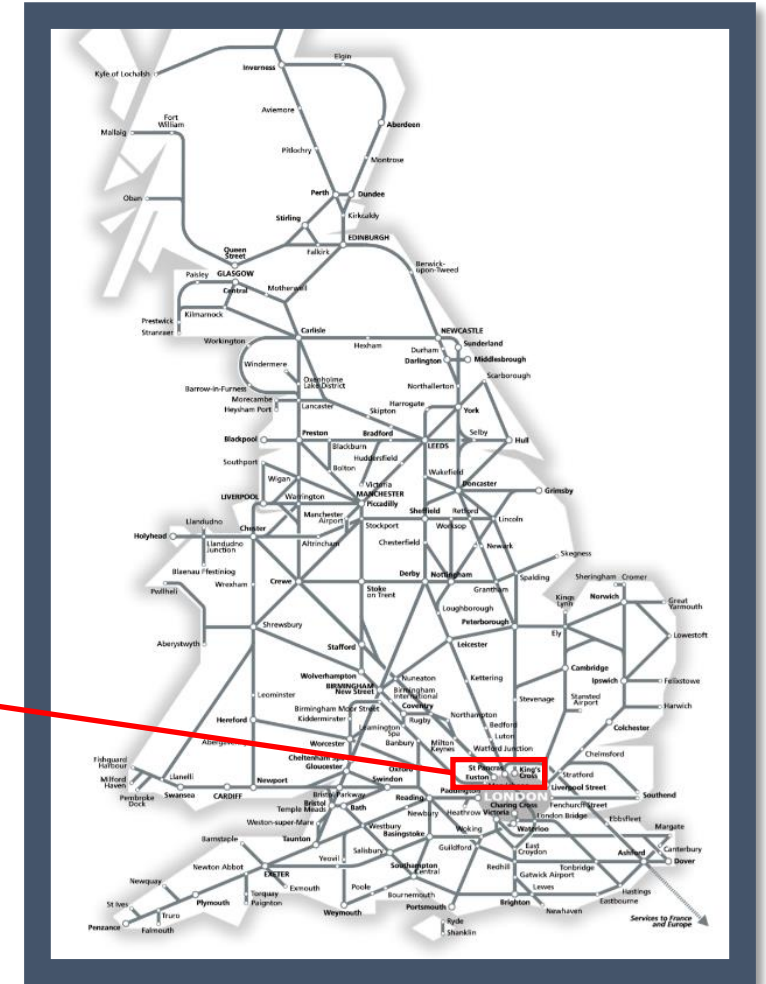 Elgin
Kyle of Lochalsh
Inverness
Aviemore
Fort
William
Mallaig
Aberdeen
Pitlochry
Montrose
Perth
Dundee
Oban
Stirling
Kirkcaldy
Queen
Street
EDINBURGH
Falkirk
Berwick-
upon-Tweed
Paisley
GLASGOW
Central
Motherwell
Prestwick
Kilmarnock
Stranraer
Carlisle
NEWCASTLE
Workington
Hexham
Durham
Sunderland
Darlington
Middlesbrough
Windermere
Oxenholme
Lake District
Scarborough
Barrow-in-Furness
Northallerton
Morecambe
Heysham Port
Lancaster
Harrogate
York
Skipton
Blackpool
Preston
Bradford
LEEDS
Selby
Hull
Blackburn
Huddersfield
Southport
Bolton
Wakefield
Wigan
Victoria
Doncaster
MANCHESTER
Piccadilly
Grimsby
LIVERPOOL
Warrington
Manchester
Airport
Stockport
Sheffield
Retford
Worksop
Lincoln
Llandudno
Chester
Holyhead
Llandudno
Junction
Altrincham
Chesterfield
Newark
Skegness
Blaenau Ffestiniog
Wrexham
Crewe
Stoke
on Trent
Derby
Nottingham
Grantham
Spalding
Sheringham
Cromer
Pwllheli
Kings
Lynn
Norwich
Great
Yarmouth
Loughborough
Aberystwyth
Shrewsbury
Peterborough
Ely
Lowestoft
Stafford
Leicester
Wolverhampton
Nuneaton
Kettering
Cambridge
BIRMINGHAM
New Street
Birmingham
International
Ipswich
Felixstowe
Leominster
Birmingham Moor Street
Coventry
Stevenage
Stansted
Airport
Harwich
Kidderminster
Rugby
Northampton
Hereford
Leamington
Spa
Bedford
Colchester
Worcester
Banbury
Milton
Keynes
Luton
Watford Junction
Chelmsford
Fishguard
Harbour
Cheltenham Spa
Gloucester
Oxford
St Pancras
King's
Cross
Euston
Stratford
Milford
Haven
Llanelli
Newport
Swindon
Paddington
Liverpool Street
Pembroke
Dock
Swansea
CARDIFF
Bristol Parkway
Reading
LONDON
Southend
Bristol
Temple Meads
Bath
Newbury
Heathrow
Victoria
Charing Cross
Fenchurch Street
London Bridge
Ebbsfleet
Weston-super-Mare
Westbury
Basingstoke
Woking
Waterloo
Margate
Barnstaple
Taunton
Salisbury
Guildford
East
Croydon
Ashford
Canterbury
Dover
Yeovil
Newton Abbot
EXETER
Southampton
Central
Redhill
Gatwick Airport
Tonbridge
Newquay
Exmouth
Poole
Lewes
Hastings
Eastbourne
Torquay
Paignton
Bournemouth
St Ives
Plymouth
Truro
Weymouth
Portsmouth
Brighton
Newhaven
Penzance
Falmouth
Ryde
Shanklin
Services to France
and Europe